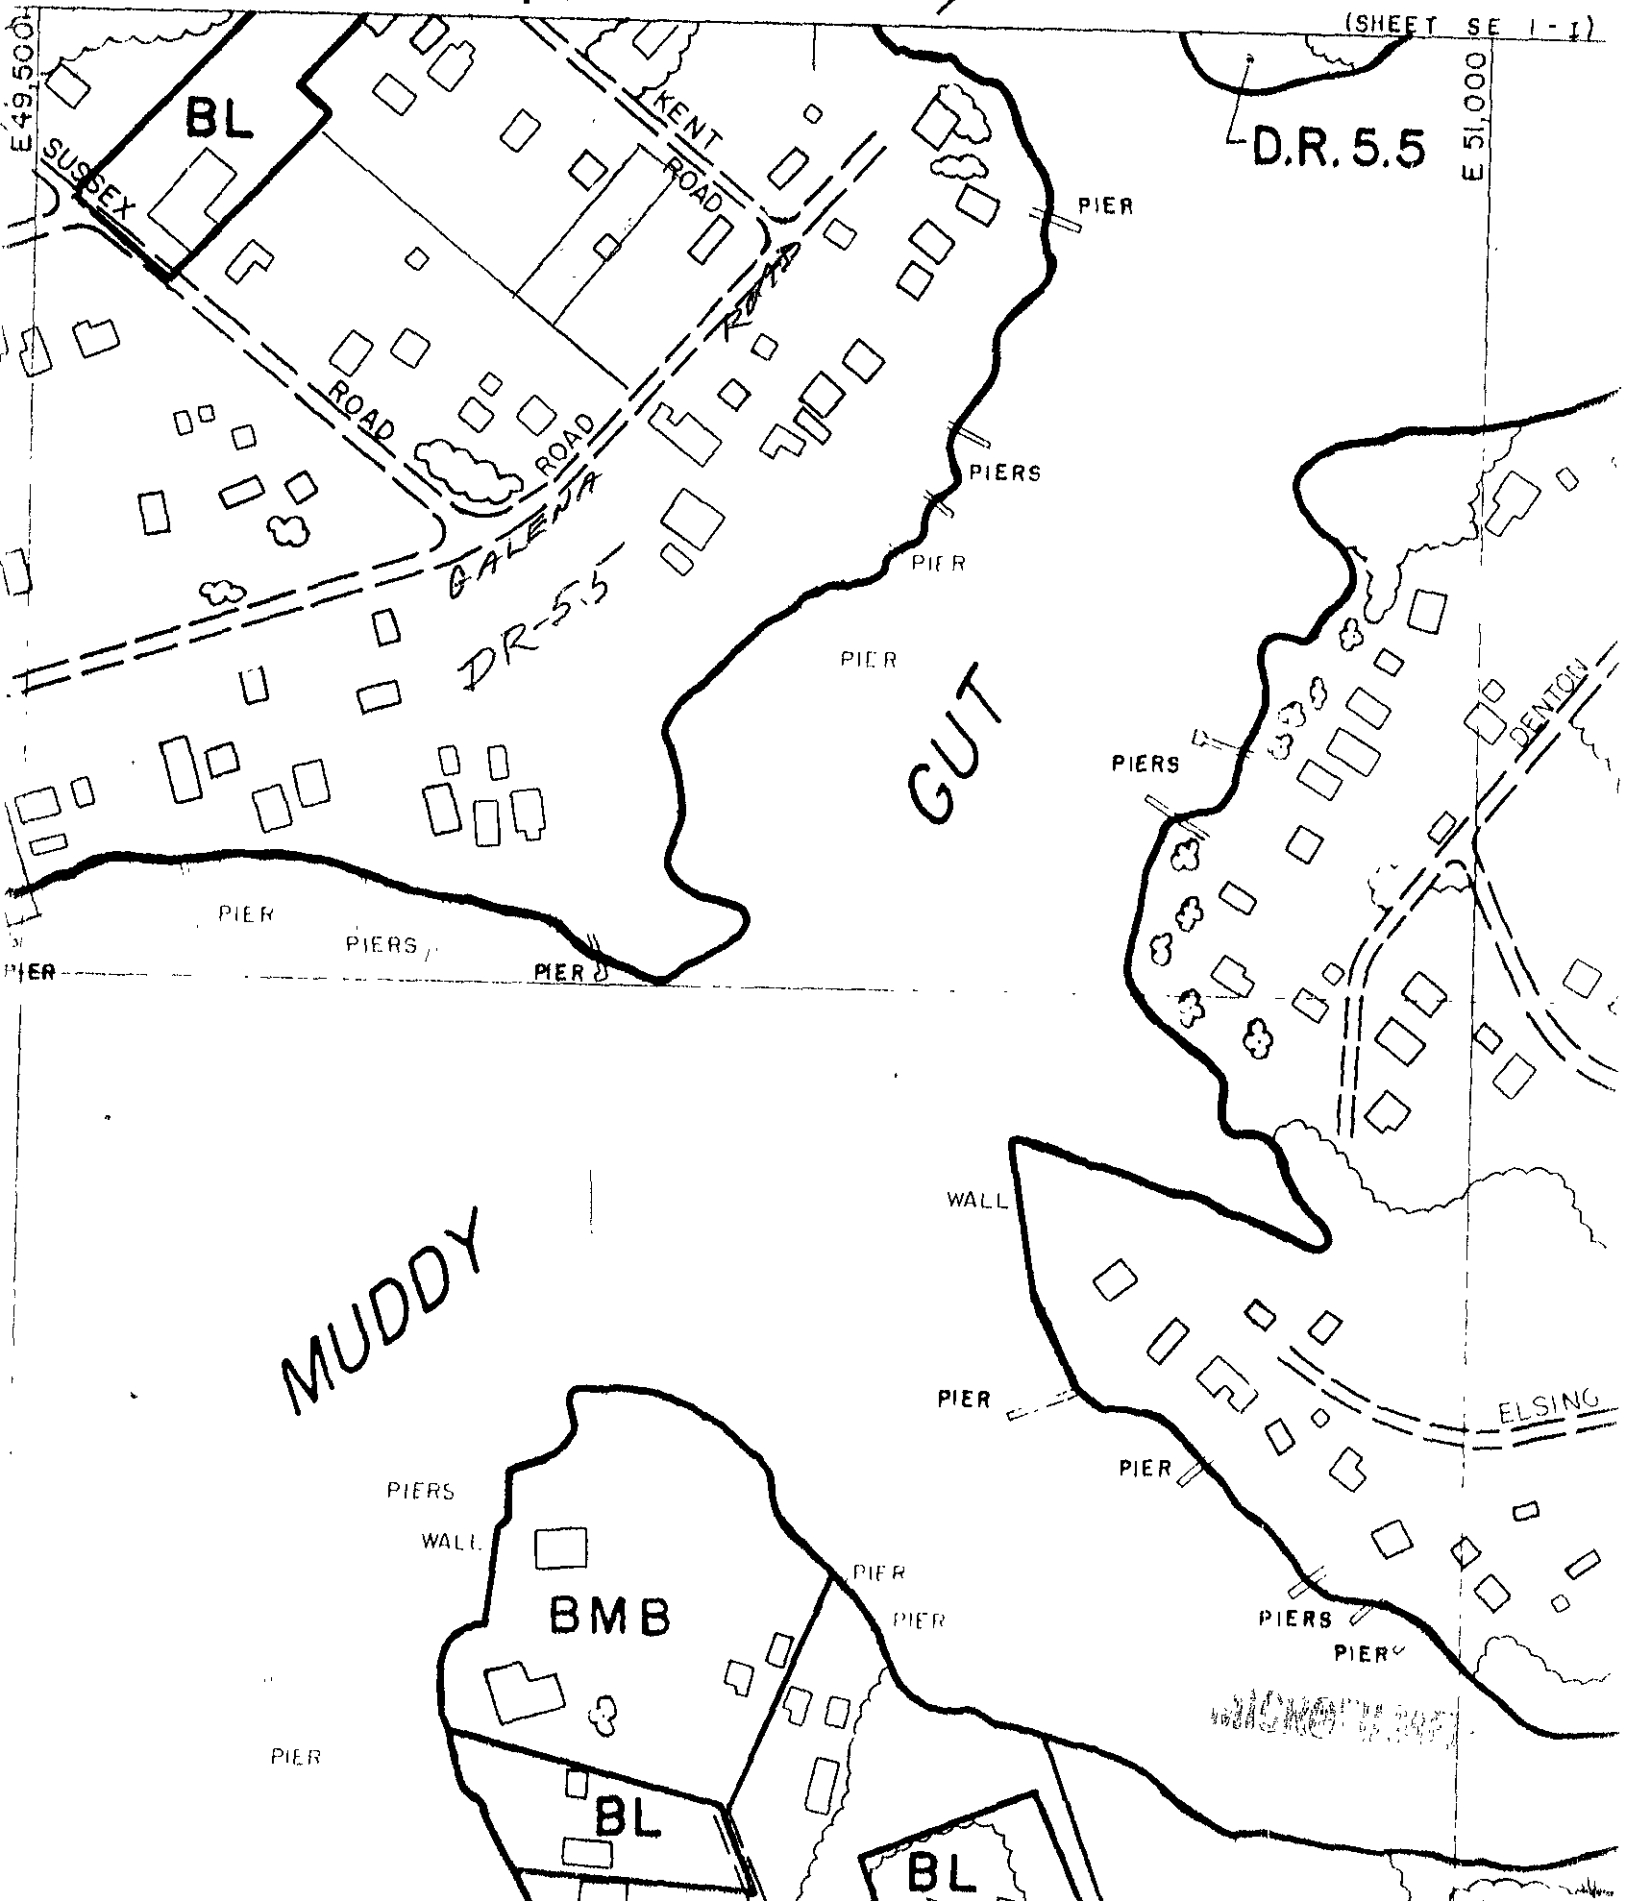 (SHEET SE 1-I)
E 49,500
E 51,000
BL
SUSSEX
ROAD
KENT
ROAD
ROAD
D.R. 5.5
PIER
ROAD
GALENA
DR-5.5
PIERS
PIER
PIER
GUT
PIERS
DENTON
PIER
PIERS
PIER
PIER
MUDDY
WALL
PIER
ELSING
PIER
PIERS
WALL
PIER
PIER
BMB
PIERS
PIER
PIER
BL
BL